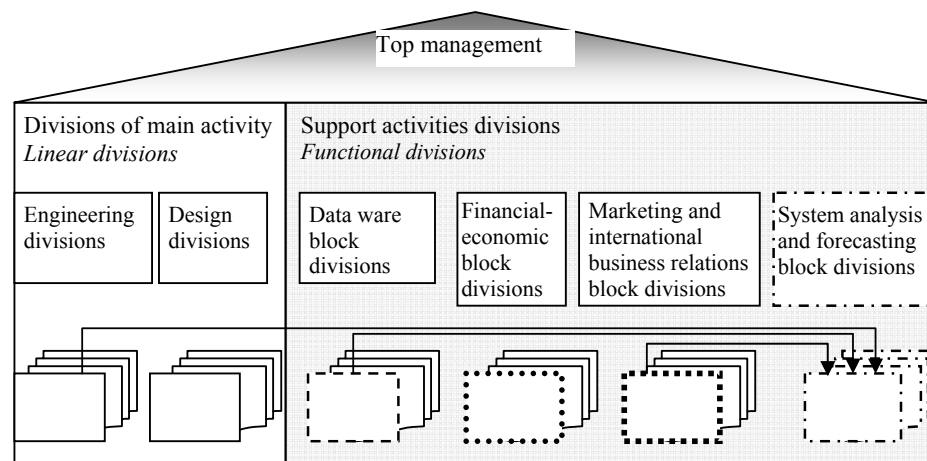 Top management
Divisions of main activity
Linear divisions
Support activities divisions
Functional divisions
Engineering
divisions
Design
divisions
Data ware
block
divisions
Financial-
economic
block
divisions
Marketing and
international
business relations
block divisions
System analysis
and forecasting
block divisions